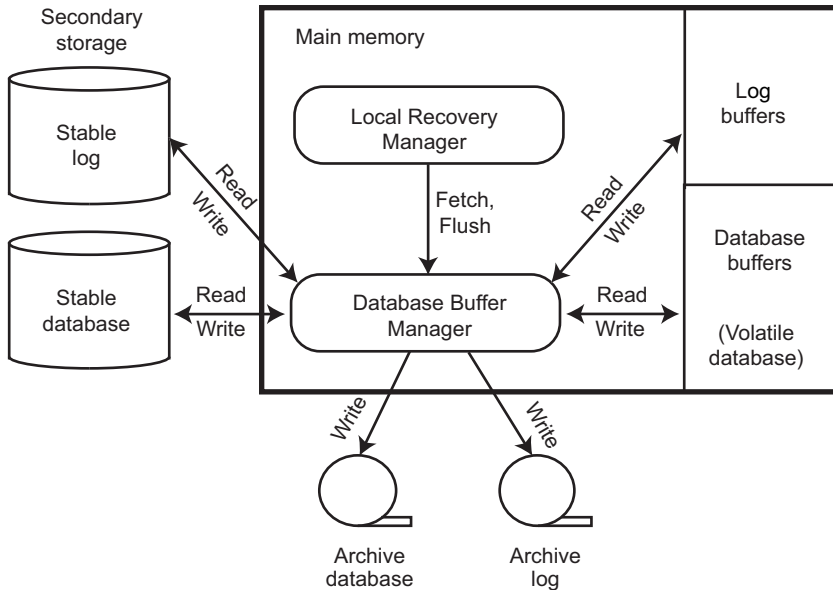 Secondary
storage
Main memory
Stable
log
Local Recovery
Manager
Log
buffers
Read
Write
Fetch,
Flush
Read
Write
Stable
database
Read
Write
Database Buffer
Manager
Read
Write
Database
buffers
(Volatile
database)
Write
Write
Archive
database
Archive
log